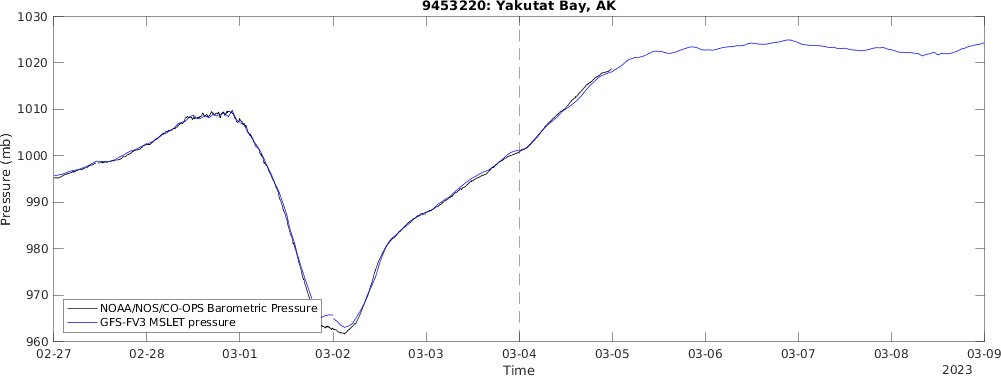 9453220: Yakutat Bay, AK
Pressure (mb)
1030
1020
1010
1000
990
980
970
960
NOAA/NOS/CO-OPS Barometric Pressure
GFS-FV3 MSLET pressure
02-27 02-28 03-01 03-02 03-03 03-04 03-05 03-06 03-07 03-08 03-09
Time
2023